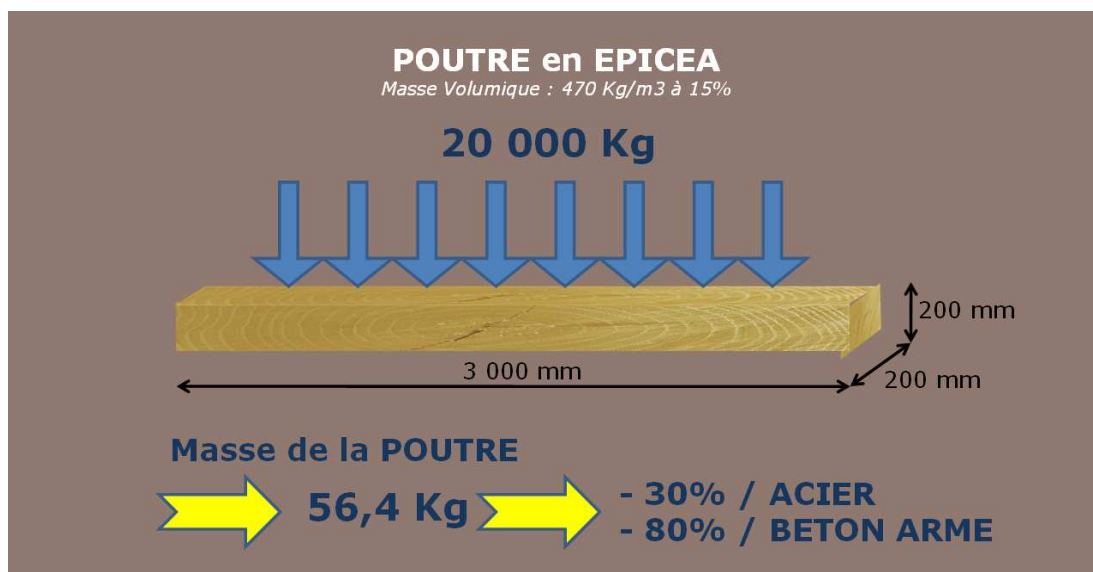 POUTRE en EPICEA
Masse Volumique : 470 Kg/m3 à 15%
20 000 Kg
200 mm
3 000 mm
200 mm
Masse de la POUTRE
56,4 Kg
- 30% / ACIER
- 80% / BETON ARME